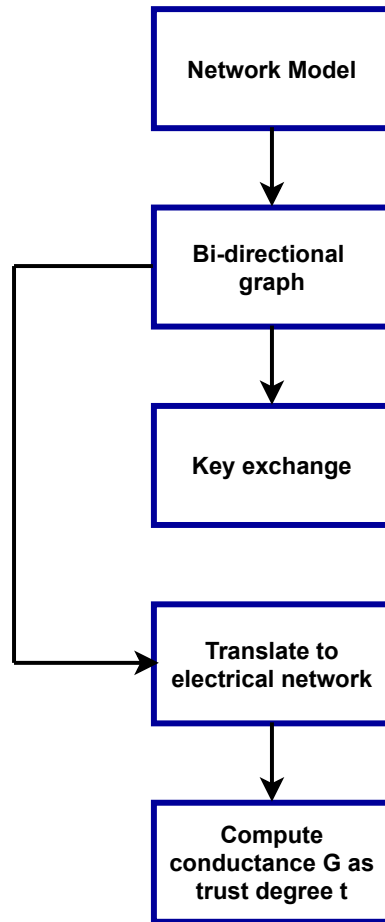 Network Model
Bi-directional
graph
Key exchange
Translate to
electrical network
Compute
conductance G as
trust degree t